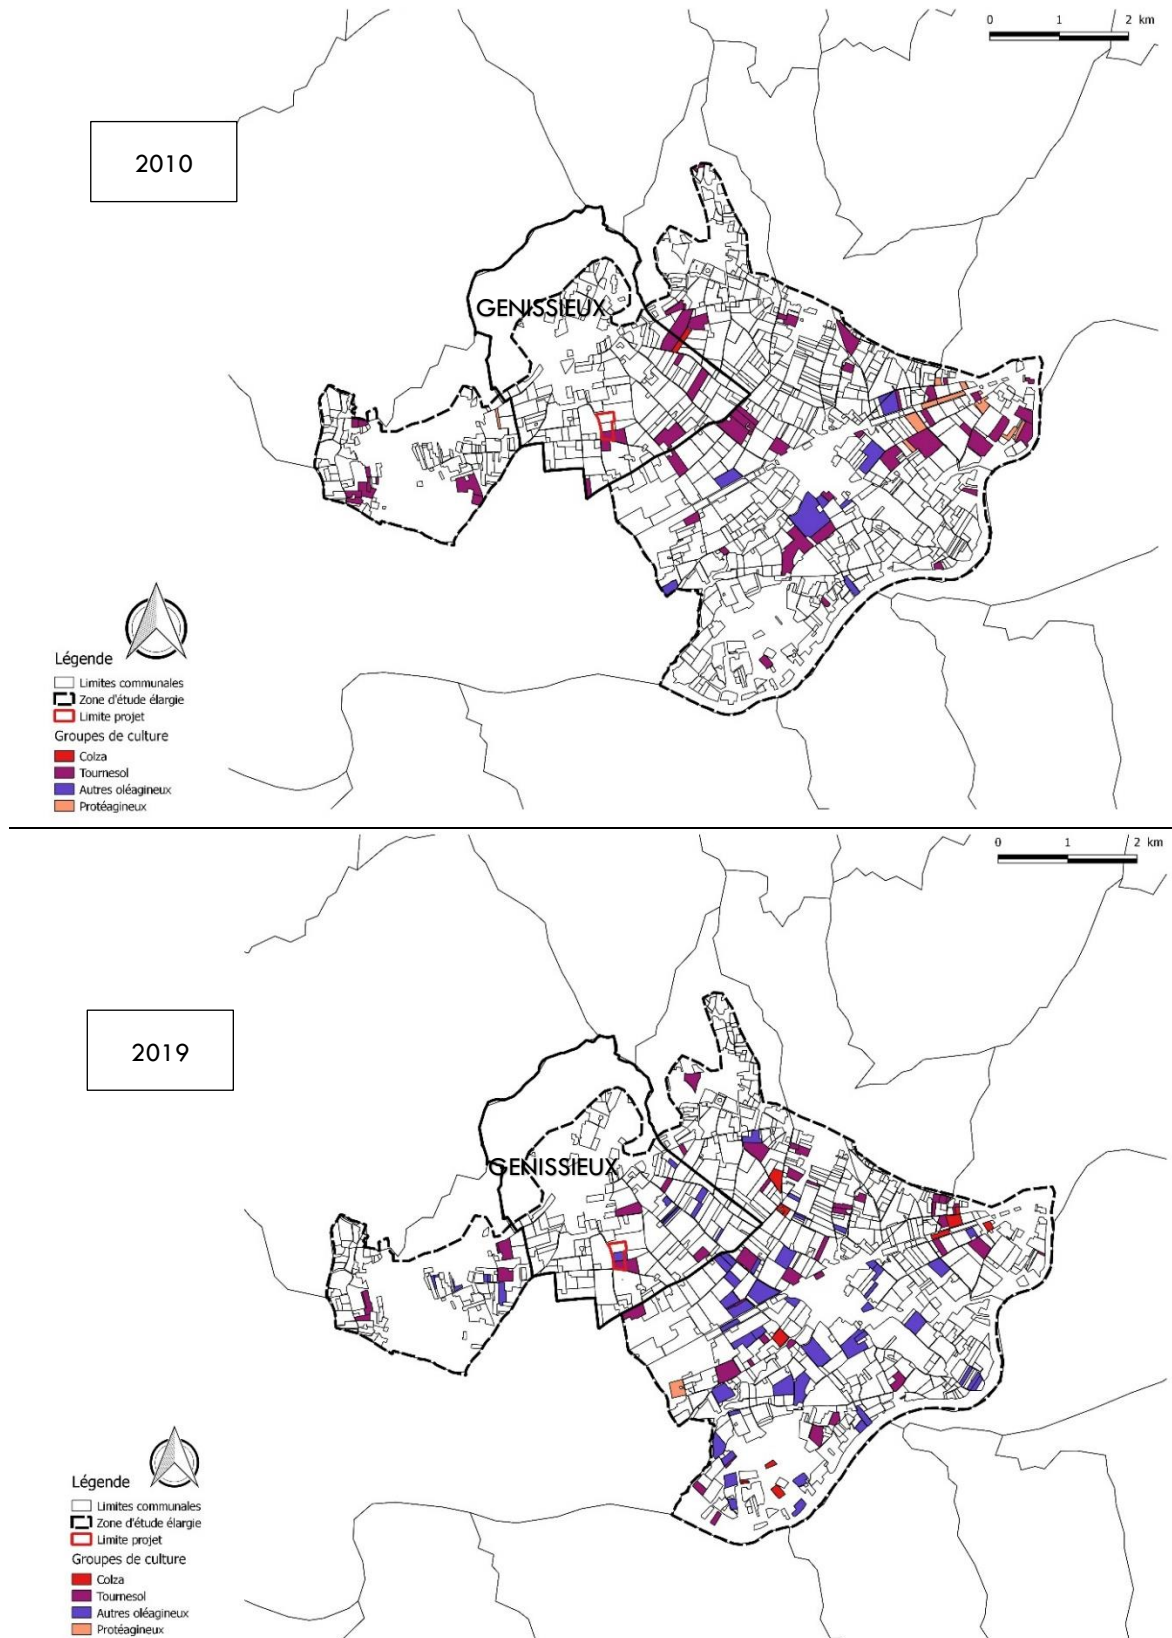 0 1 2 km
2010
GENISSIEUX
Légende
Limites communales
Zone d'étude élargie
Limite projet
Groupes de culture
Colza
Tournesol
Autres oléagineux
Protéagineux
0 1 2 km
2019
GENISSIEUX
Légende
Limites communales
Zone d'étude élargie
Limite projet
Groupes de culture
Colza
Tournesol
Autres oléagineux
Protéagineux